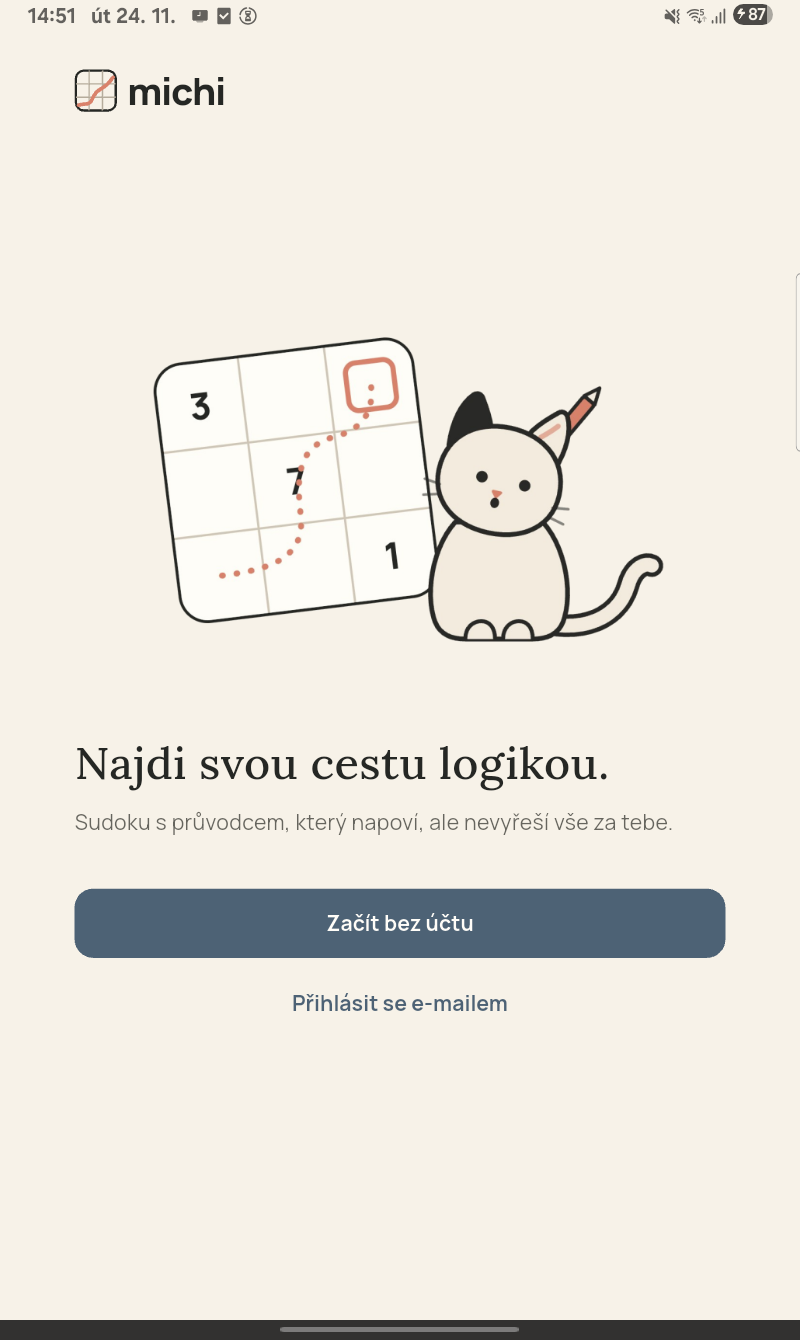 14:51 út 24. 11.
5
87
michi
3
7
1
Najdi svou cestu logikou.
Sudoku s průvodcem, který napoví, ale nevyřeší vše za tebe.
Začít bez účtu
Přihlásit se e-mailem